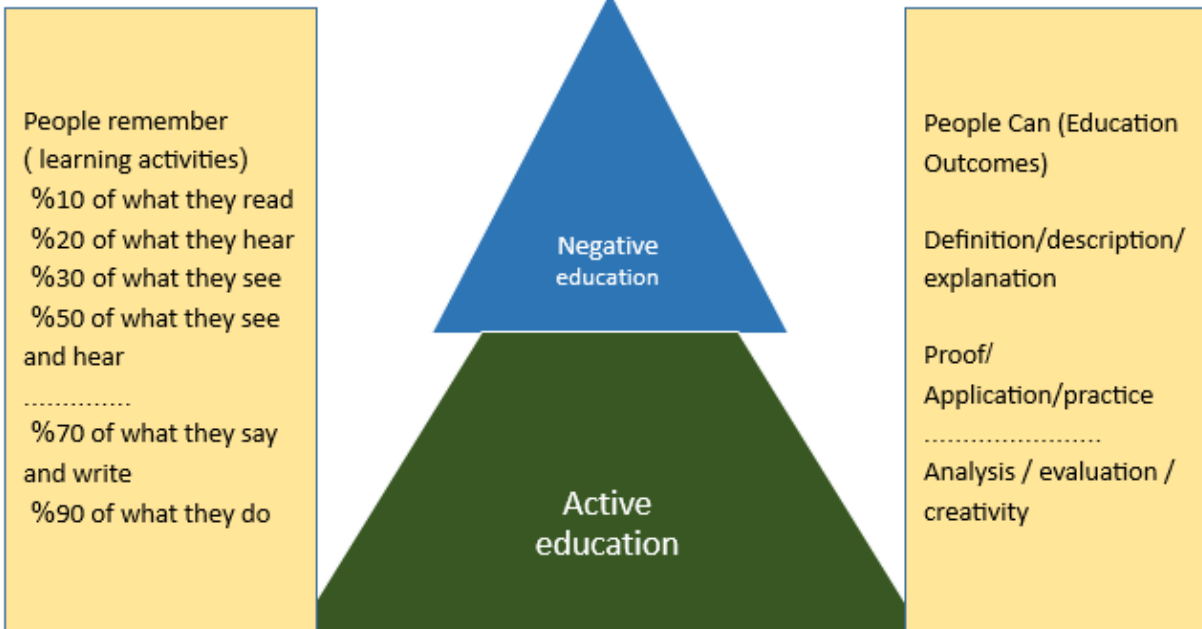 People remember
( learning activities)
%10 of what they read
%20 of what they hear
%30 of what they see
%50 of what they see
and hear
..............
%70 of what they say
and write
%90 of what they do
Negative
education
Active
education
People Can (Education
Outcomes)
Definition/description/
explanation
Proof/
Application/practice
.......................
Analysis / evaluation /
creativity